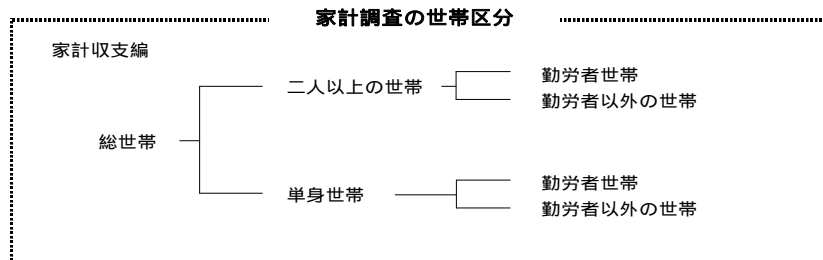 家計調査の世帯区分
家計収支編
総世帯
二人以上の世帯
勤労者世帯
勤労者以外の世帯
単身世帯
勤労者世帯
勤労者以外の世帯